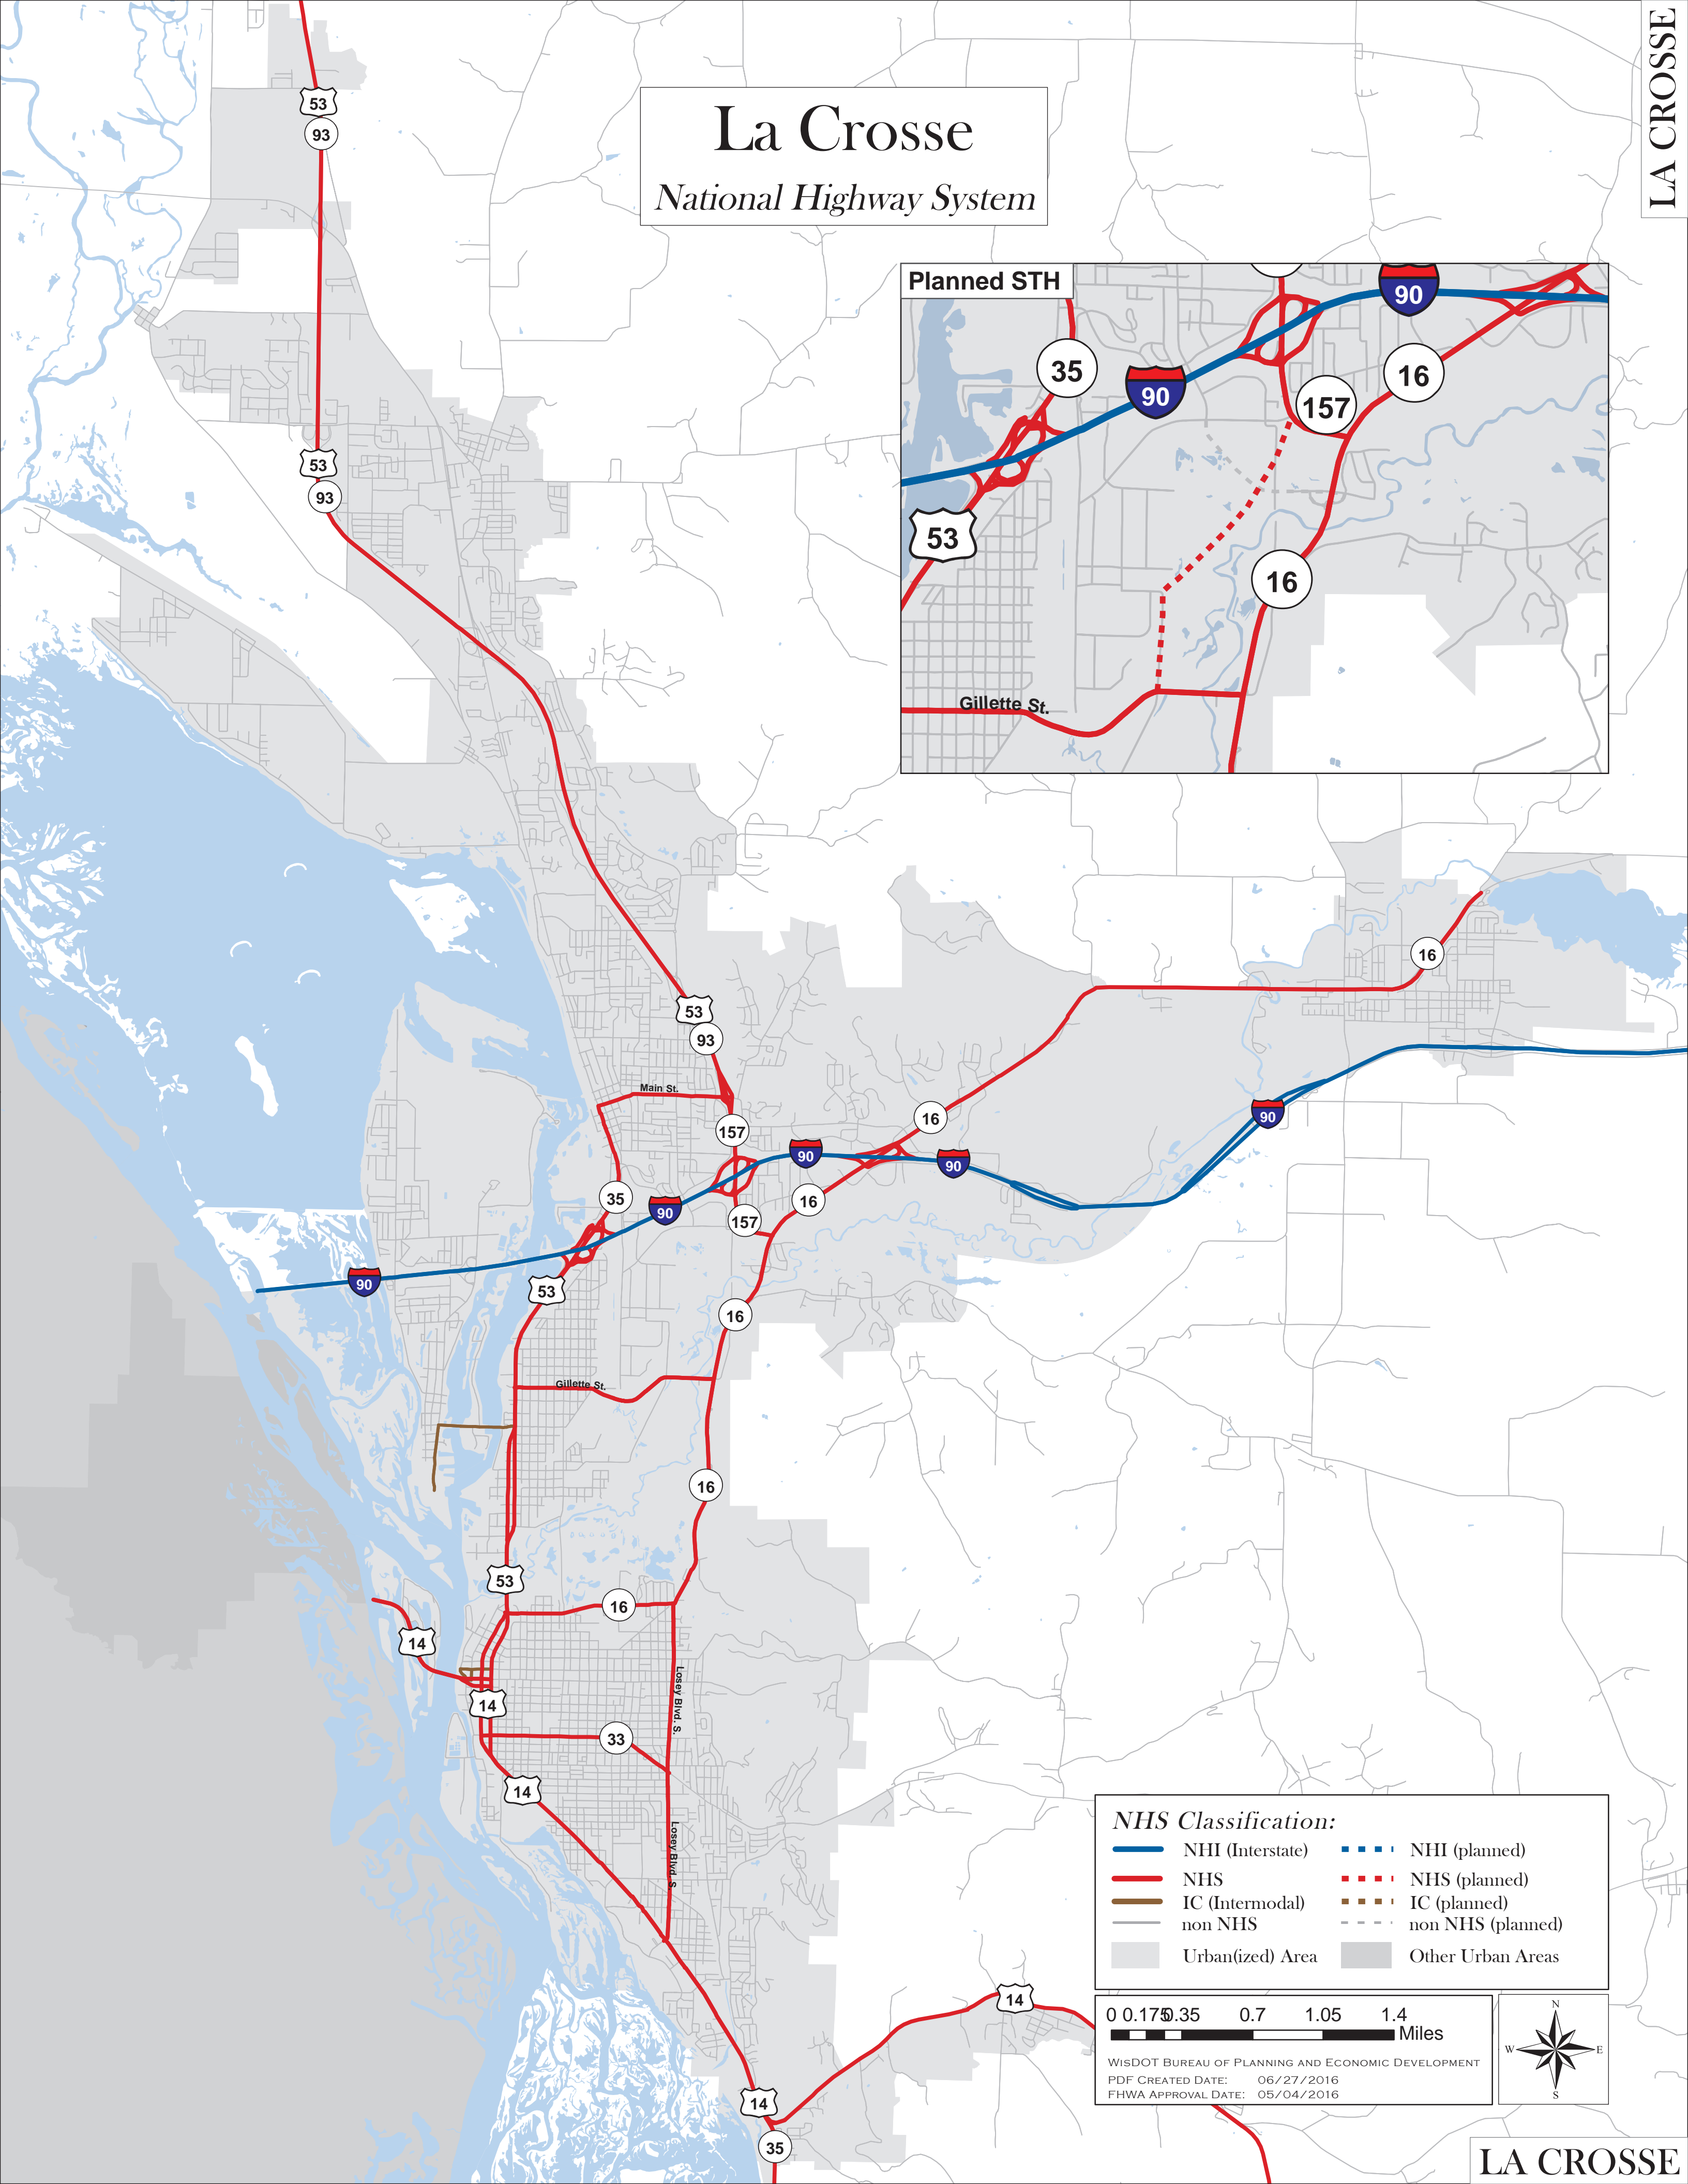 LA CROSSE
53
93
La Crosse
National Highway System
Planned STH
90
35
90
16
157
53
16
Gillette St.
53
93
16
53
93
Main St.
157
16
90
90
90
35
90
16
157
90
53
16
Gillette St.
16
53
16
14
Losey Blvd. S.
14
33
14
Losey Blvd. S.
NHS Classification:
NHI (Interstate)
NHI (planned)
NHS
NHS (planned)
IC (Intermodal)
IC (planned)
non NHS
non NHS (planned)
Urban(ized) Area
Other Urban Areas
14
0 0.175 0.35 0.7 1.05 1.4
Miles
WisDOT Bureau of Planning and Economic Development
PDF Created Date: 06/27/2016
FHWA Approval Date: 05/04/2016
N
W
E
S
14
35
LA CROSSE